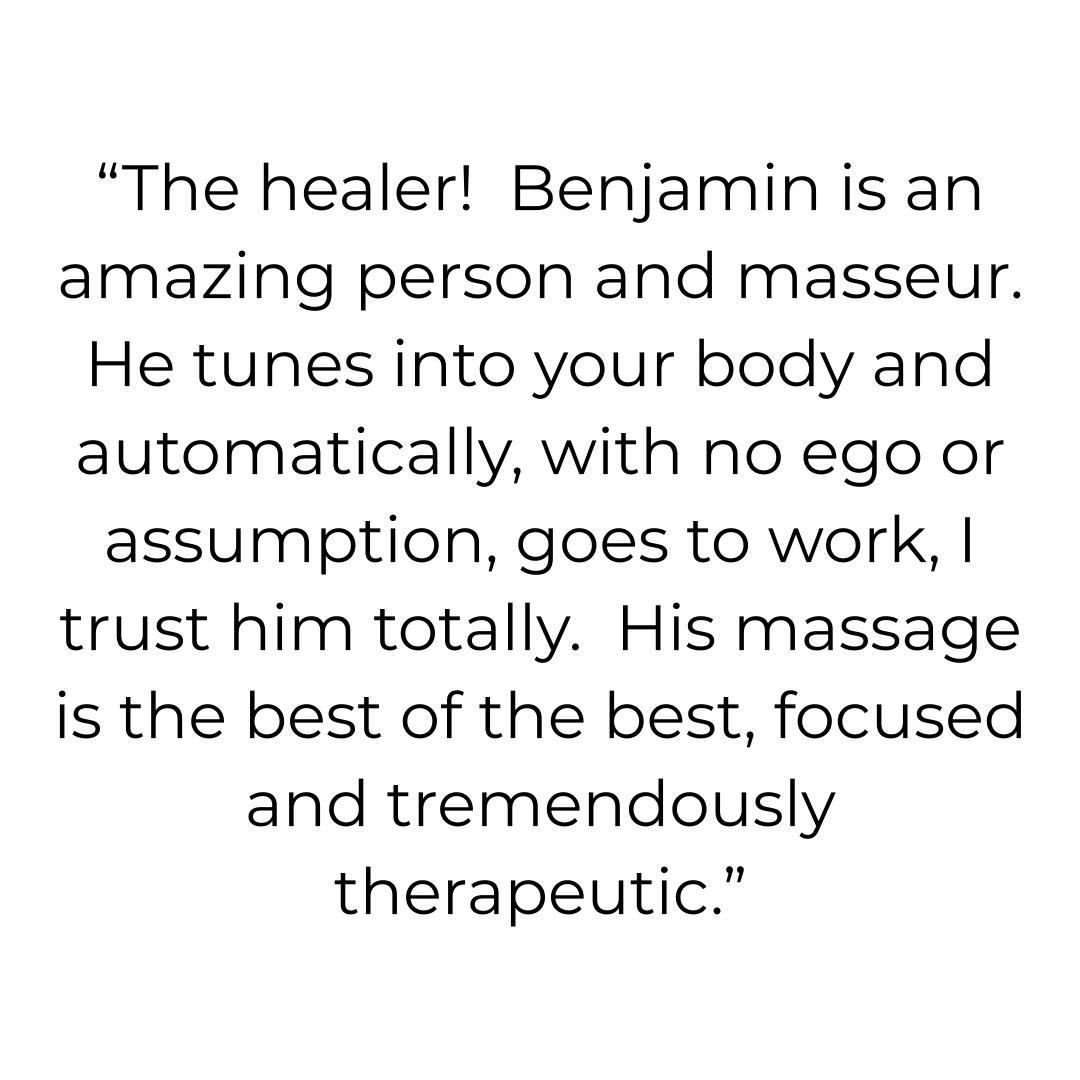 “The healer!  Benjamin is an
amazing person and masseur.
He tunes into your body and
automatically, with no ego or
assumption, goes to work, I
trust him totally.  His massage
is the best of the best, focused
and tremendously
therapeutic.”